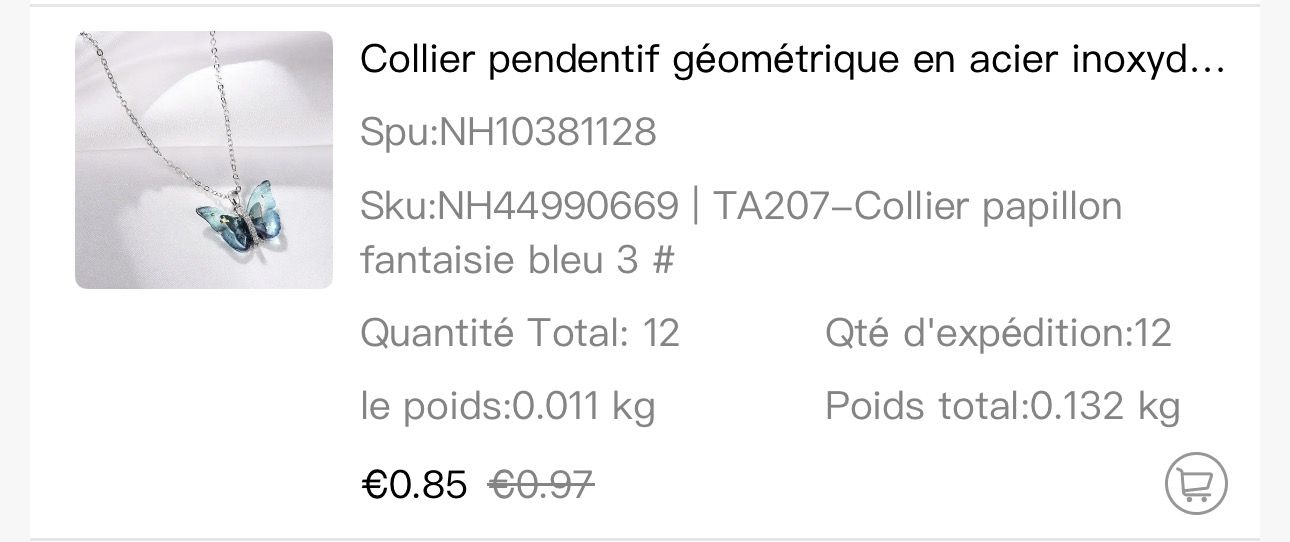 Collier pendentif géométrique en acier inoxyd...
Spu:NH10381128
Sku:NH44990669 | TA207-Collier papillon
fantaisie bleu 3 #
Quantité Total: 12 Qté d'expédition:12
le poids:0.011 kg Poids total:0.132 kg
€0.85 €0.97